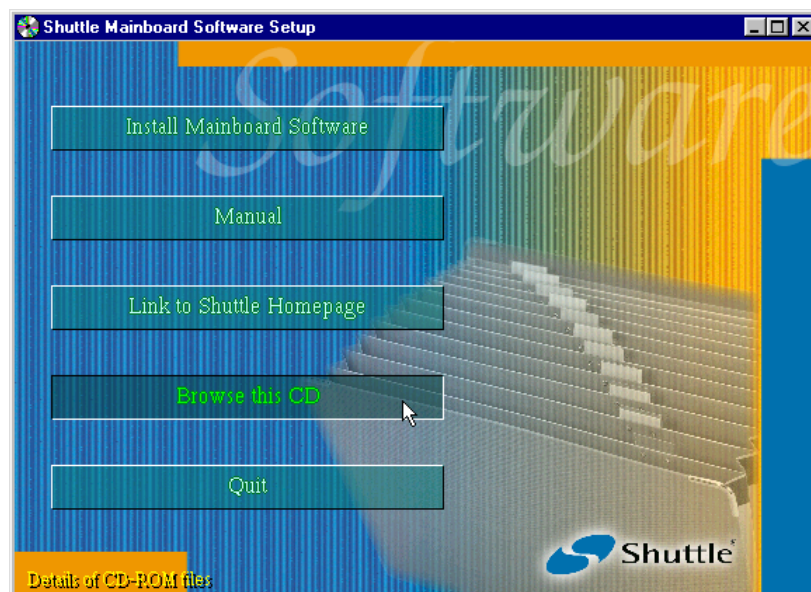 Shuttle Mainboard Software Setup
Software
Install Mainboard Software
Manual
Link to Shuttle Homepage
Browse this CD
Quit
Shuttle®
Details of CD-ROM files